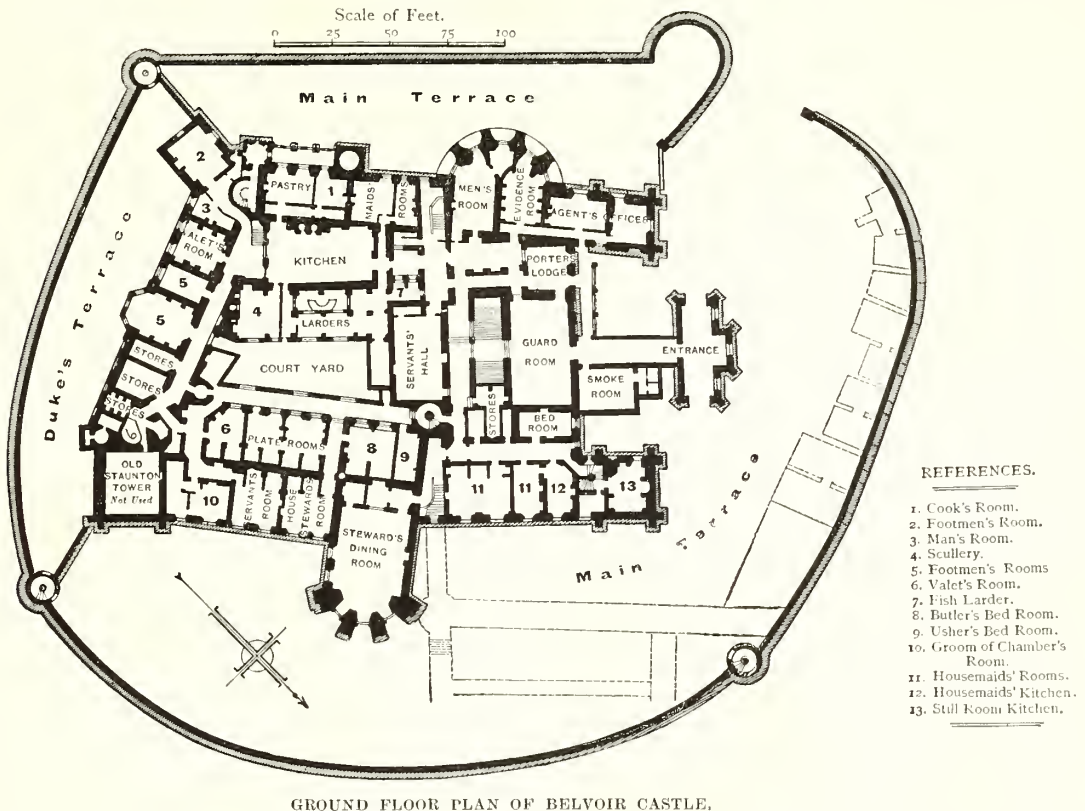 Scale of Feet.
0 25 50 75 100
Main Terrace
Duke's Terrace
2
PASTRY
1
MAIDS'
ROOMS
MEN'S
ROOM
EVIDENCE
ROOM
AGENT'S OFFICES
3
VALET'S
ROOM
KITCHEN
PORTERS
LODGE
5
4
7
LARDERS
5
SERVANTS'
HALL
GUARD
ROOM
ENTRANCE
STORES
COURT YARD
SMOKE
ROOM
STORES
STORES
STORES
BED
ROOM
6
PLATE ROOMS
8
9
OLD
STAUNTON
TOWER
Not Used
10
SERVANTS'
ROOM
HOUSE
STEWARDS
ROOM
11
11
12
13
STEWARD'S
DINING
ROOM
Main Terrace
REFERENCES.
1. Cook's Room.
2. Footmen's Room.
3. Man's Room.
4. Scullery.
5. Footmen's Rooms
6. Valet's Room.
7. Fish Larder.
8. Butler's Bed Room.
9. Usher's Bed Room.
10. Groom of Chamber's
Room.
11. Housemaids' Rooms.
12. Housemaids' Kitchen.
13. Still Room Kitchen.
GROUND FLOOR PLAN OF BELVOIR CASTLE,